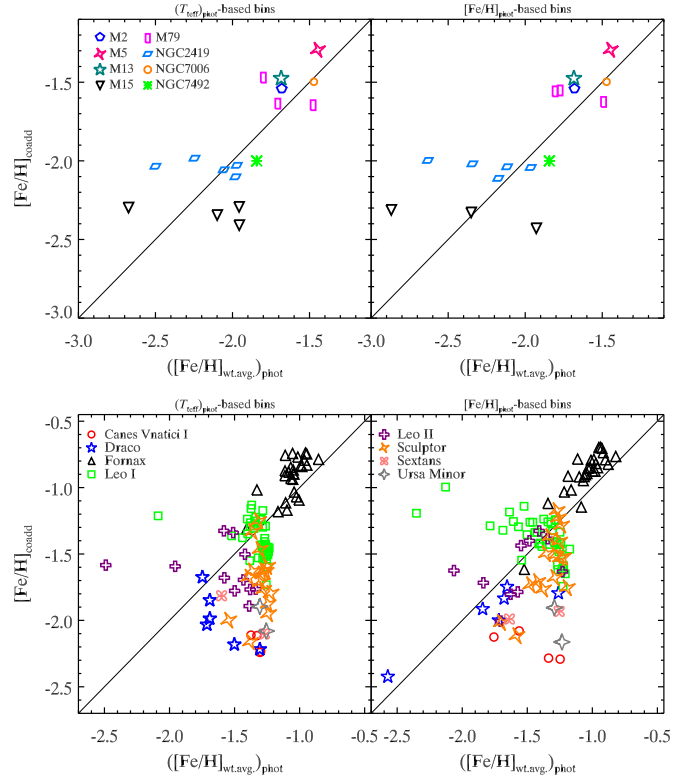 (Teff)phot-based bins
[Fe/H]phot-based bins
M2
M79
M5
NGC2419
M13
NGC7006
M15
NGC7492
-1.0
-1.5
-2.0
-2.5
-3.0
[Fe/H]coadd
-3.0 -2.5 -2.0 -1.5
-3.0 -2.5 -2.0 -1.5
([Fe/H]wt.avg.)phot
([Fe/H]wt.avg.)phot
(Teff)phot-based bins
[Fe/H]phot-based bins
Canes Vnatici I
Draco
Fornax
Leo I
Leo II
Sculptor
Sextans
Ursa Minor
-0.5
-1.0
-1.5
-2.0
-2.5
[Fe/H]coadd
-2.5 -2.0 -1.5 -1.0
-2.5 -2.0 -1.5 -1.0 -0.5
([Fe/H]wt.avg.)phot
([Fe/H]wt.avg.)phot